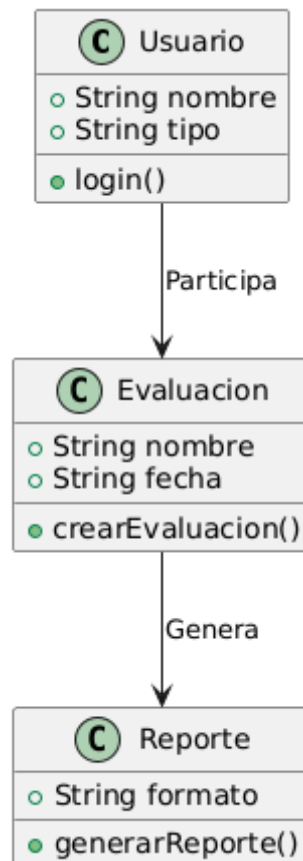 C Usuario
String nombre
String tipo
login()
Participa
C Evaluacion
String nombre
String fecha
crearEvaluacion()
Genera
C Reporte
String formato
generarReporte()